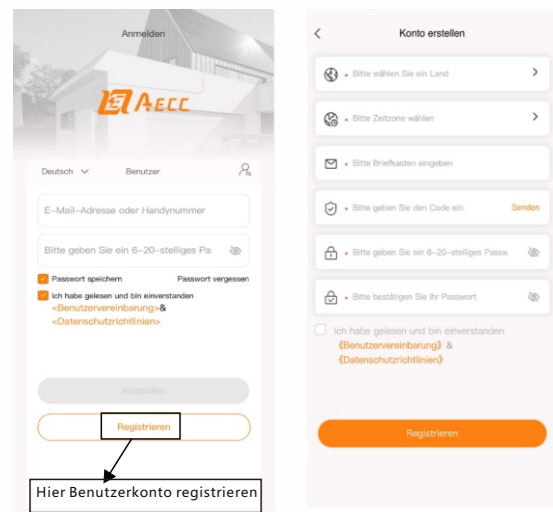 Anmelden
AECC
Deutsch
Benutzer
E-Mail-Adresse oder Handynummer
Bitte geben Sie ein 6-20-stelliges Pa
Passwort speichern
Passwort vergessen
Ich habe gelesen und bin einverstanden
<Benutzervereinbarung>&
<Datenschutzrichtlinien>
Anmelden
Registrieren
Hier Benutzerkonto registrieren
Konto erstellen
Bitte wählen Sie ein Land
Bitte Zeitzone wählen
Bitte Briefkasten eingeben
Bitte geben Sie den Code ein
Senden
Bitte geben Sie ein 6-20-stelliges Passw.
Bitte bestätigen Sie Ihr Passwort
Ich habe gelesen und bin einverstanden
《Benutzervereinbarung》 &
《Datenschutzrichtlinien》
Registrieren